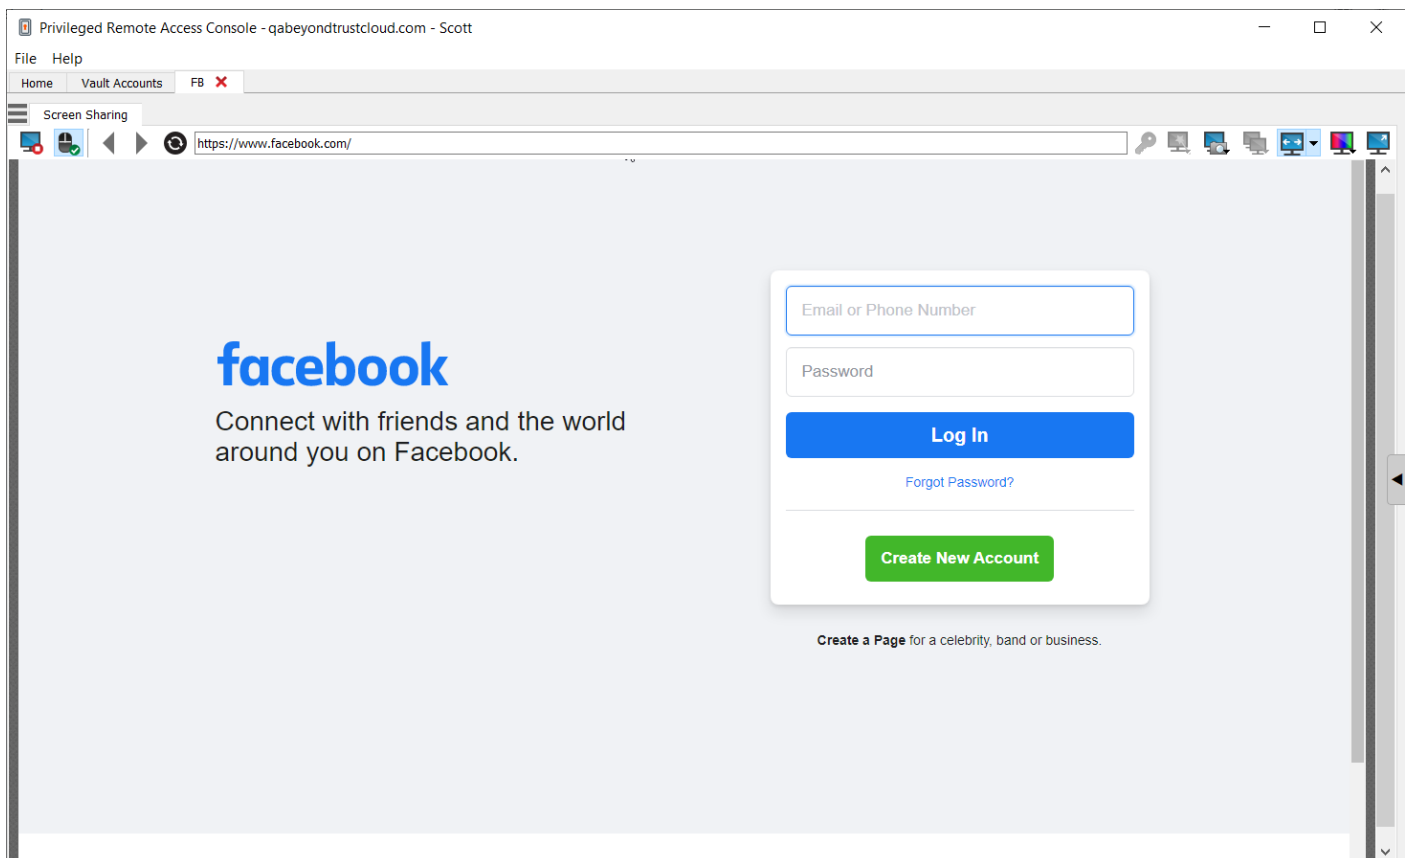 Privileged Remote Access Console - qabeyondtrustcloud.com - Scott
File Help
Home Vault Accounts FB
Screen Sharing
https://www.facebook.com/
Email or Phone Number
facebook
Password
Connect with friends and the world
around you on Facebook.
Log In
Forgot Password?
Create New Account
Create a Page for a celebrity, band or business.